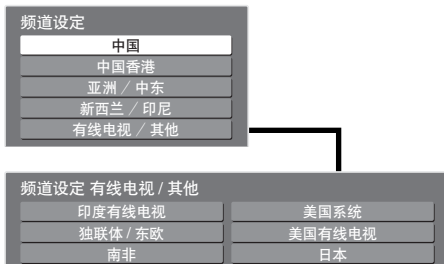 频道设定
中国
中国香港
亚洲／中东
新西兰／印尼
有线电视／其他
频道设定 有线电视 / 其他
印度有线电视 美国系统
独联体 / 东欧 美国有线电视
南非 日本